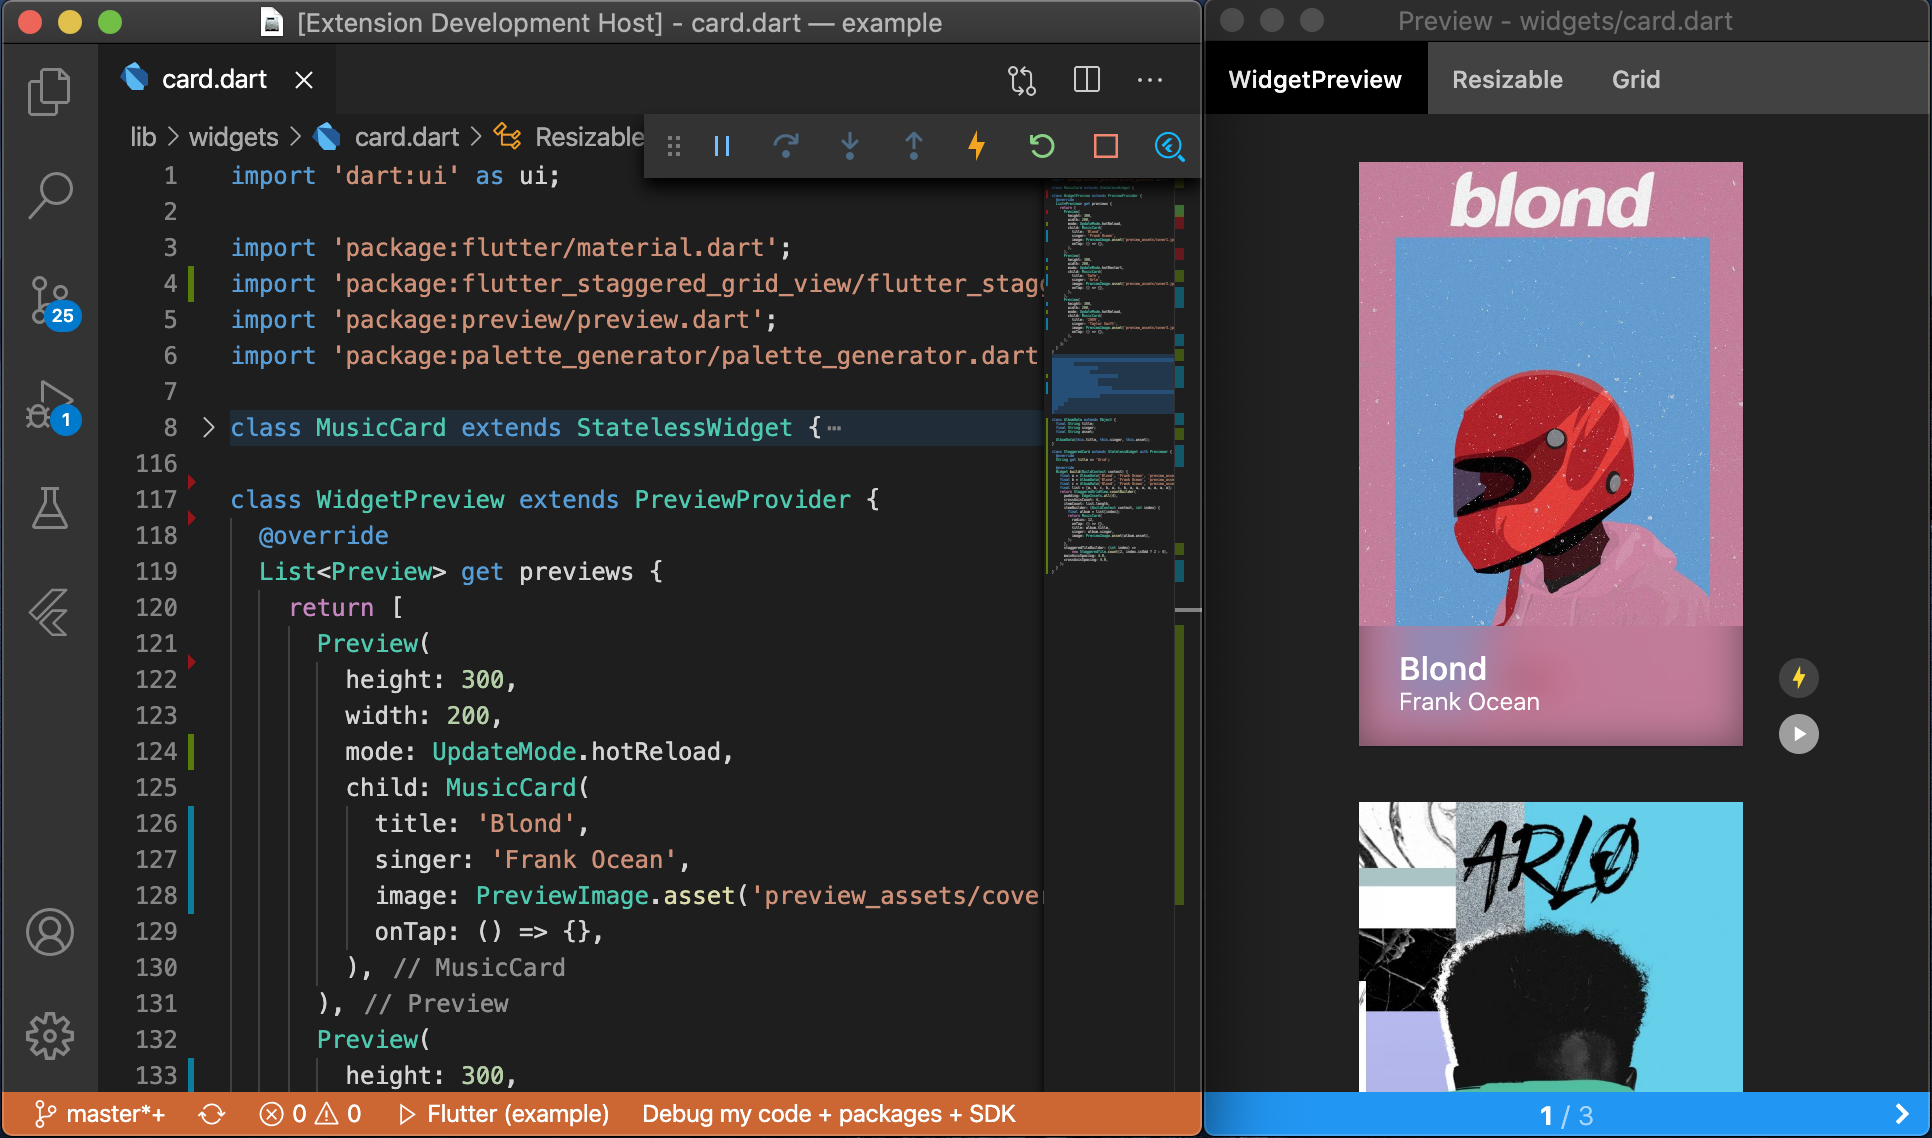 [Extension Development Host] - card.dart — example
card.dart
lib > widgets > card.dart > Resizable
1 import 'dart:ui' as ui;
2
3 import 'package:flutter/material.dart';
4 import 'package:flutter_staggered_grid_view/flutter_stag
5 import 'package:preview/preview.dart';
6 import 'package:palette_generator/palette_generator.dart
7
8 class MusicCard extends StatelessWidget { ⋯
116
117 class WidgetPreview extends PreviewProvider {
118 @override
119 List<Preview> get previews {
120 return [
121 Preview(
122 height: 300,
123 width: 200,
124 mode: UpdateMode.hotReload,
125 child: MusicCard(
126 title: 'Blond',
127 singer: 'Frank Ocean',
128 image: PreviewImage.asset('preview_assets/cove
129 onTap: () => {},
130 ), // MusicCard
131 ), // Preview
132 Preview(
133 height: 300,
25
1
master*+ 0 0 Flutter (example) Debug my code + packages + SDK
Preview - widgets/card.dart
WidgetPreview Resizable Grid
blond
Blond
Frank Ocean
ARLO
1 / 3